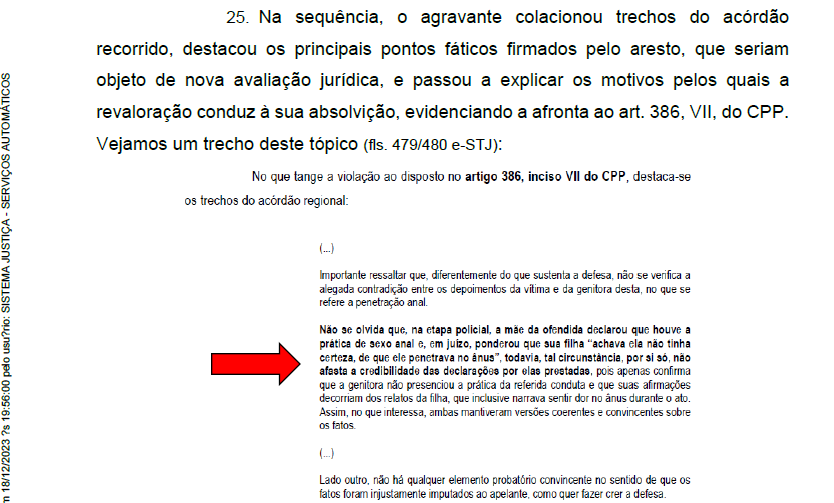 25. Na sequência, o agravante colacionou trechos do acórdão
recorrido, destacou os principais pontos fáticos firmados pelo aresto, que seriam
objeto de nova avaliação jurídica, e passou a explicar os motivos pelos quais a
revaloração conduz à sua absolvição, evidenciando a afronta ao art. 386, VII, do CPP.
Vejamos um trecho deste tópico (fls. 479/480 e-STJ):
No que tange a violação ao disposto no artigo 386, inciso VII do CPP, destaca-se
os trechos do acórdão regional:
(...)
Importante ressaltar que, diferentemente do que sustenta a defesa, não se verifica a
alegada contradição entre os depoimentos da vítima e da genitora desta, no que se
refere a penetração anal.
Não se olvida que, na etapa policial, a mãe da ofendida declarou que houve a
prática de sexo anal e, em juízo, ponderou que sua filha “achava ela não tinha
certeza, de que ele penetrava no ânus”, todavia, tal circunstância, por si só, não
afasta a credibilidade das declarações por elas prestadas, pois apenas confirma
que a genitora não presenciou a prática da referida conduta e que suas afirmações
decorriam dos relatos da filha, que inclusive narrava sentir dor no ânus durante o ato.
Assim, no que interessa, ambas mantiveram versões coerentes e convincentes sobre
os fatos.
(...)
Lado outro, não há qualquer elemento probatório convincente no sentido de que os
fatos foram injustamente imputados ao apelante, como quer fazer crer a defesa.
m 18/12/2023 ?s 19:56:00 pelo usu?rio: SISTEMA JUSTIÇA - SERVIÇOS AUTOMÁTICOS